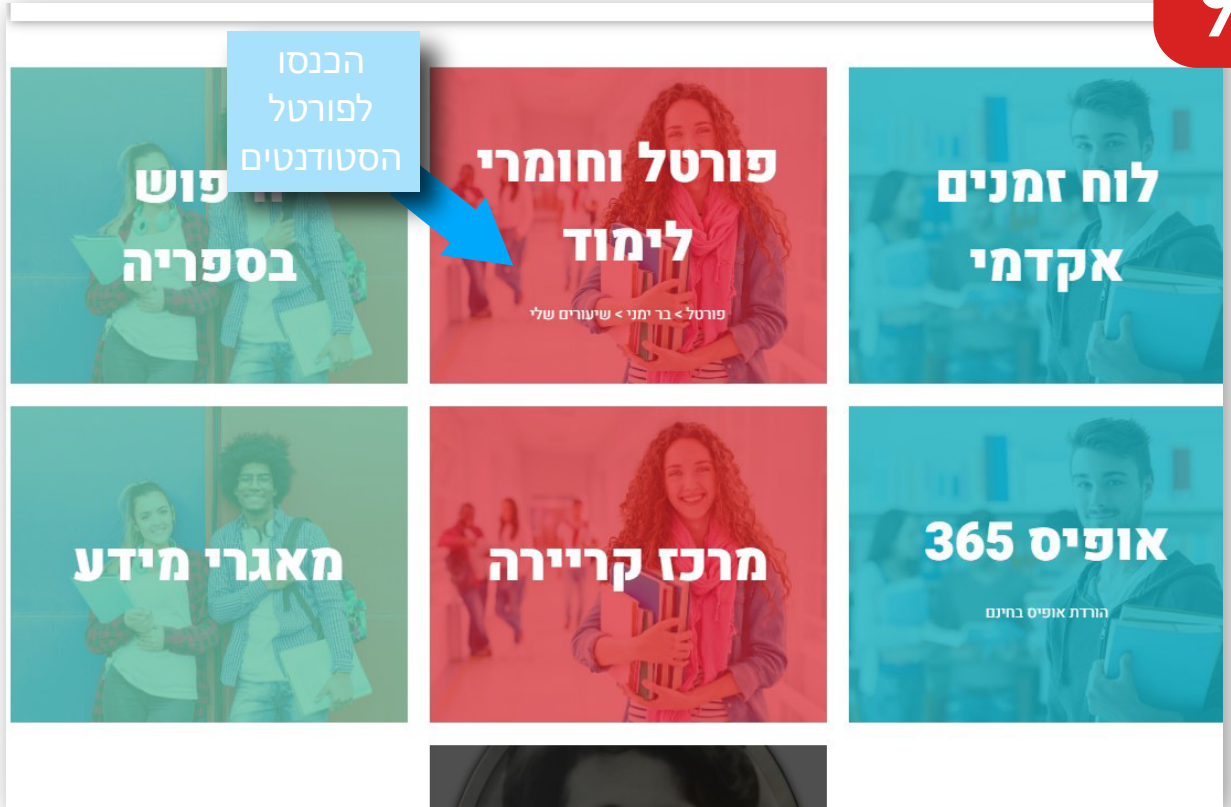 9
הכנסו
לפורטל
הסטודנטים
לוח זמנים
אקדמי
פורטל וחומרי
לימוד
פורטל > בר ימני > שיעורים שלי
בספריה
אופיס 365
הורדת אופיס בחינם
מרכז קריירה
מאגרי מידע